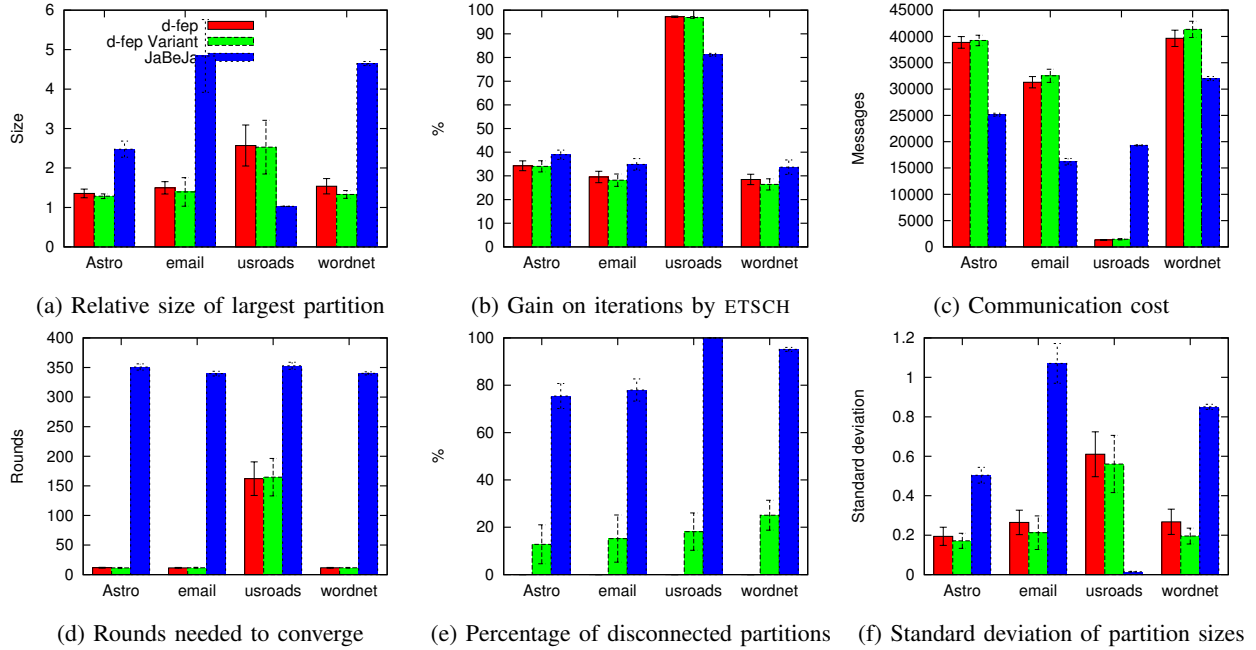 6
5
4
3
2
1
0
Size
d-fep
d-fep Variant
JaBeJa
Astro email usroads wordnet
(a) Relative size of largest partition
100
90
80
70
60
50
40
30
20
10
0
%
Astro email usroads wordnet
(b) Gain on iterations by ETSCH
45000
40000
35000
30000
25000
20000
15000
10000
5000
0
Messages
Astro email usroads wordnet
(c) Communication cost
400
350
300
250
200
150
100
50
0
Rounds
Astro email usroads wordnet
(d) Rounds needed to converge
100
80
60
40
20
0
%
Astro email usroads wordnet
(e) Percentage of disconnected partitions
1.2
1
0.8
0.6
0.4
0.2
0
Standard deviation
Astro email usroads wordnet
(f) Standard deviation of partition sizes